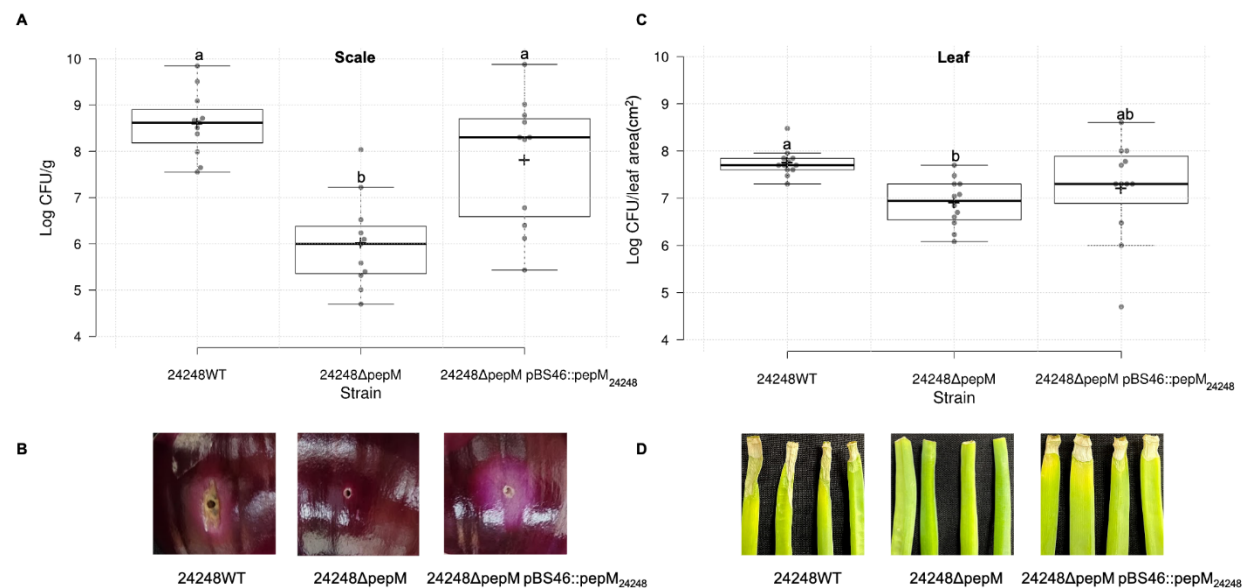 A
Scale
a
b
a
10
9
8
7
6
5
4
Log CFU/g
24248WT
24248ΔpepM
24248ΔpepM pBS46::pepM24248
Strain
C
Leaf
a
b
ab
10
9
8
7
6
5
4
Log CFU/leaf area(cm²)
24248WT
24248ΔpepM
24248ΔpepM pBS46::pepM24248
Strain
B
24248WT
24248ΔpepM
24248ΔpepM pBS46::pepM24248
D
24248WT
24248ΔpepM
24248ΔpepM pBS46::pepM24248